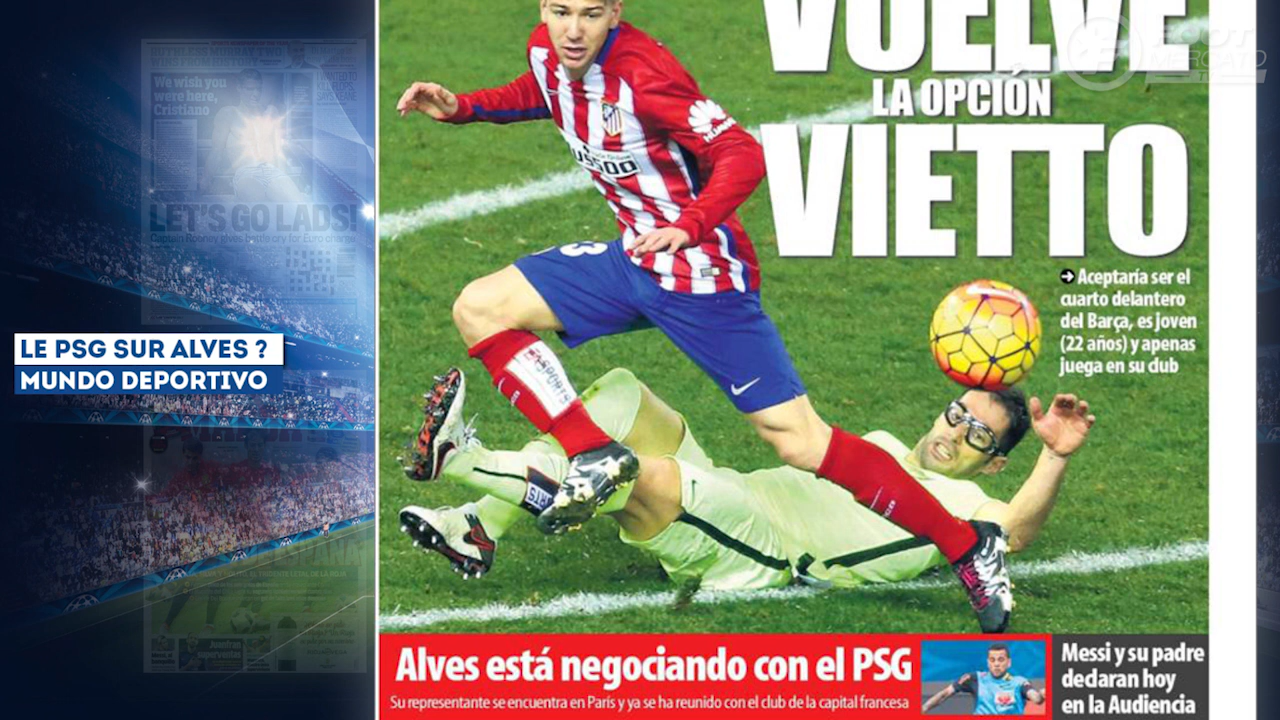 We wish you
were here,
Cristiano
LET'S GO LADS!
LE PSG SUR ALVES ?
MUNDO DEPORTIVO
VUELVE
LA OPCIÓN
VIETTO
Aceptaría ser el
cuarto delantero
del Barça, es joven
(22 años) y apenas
juega en su club
FOOT
MERCATO
Alves está negociando con el PSG
Su representante se encuentra en París y ya se ha reunido con el club de la capital francesa
Messi y su padre
declaran hoy
en la Audiencia